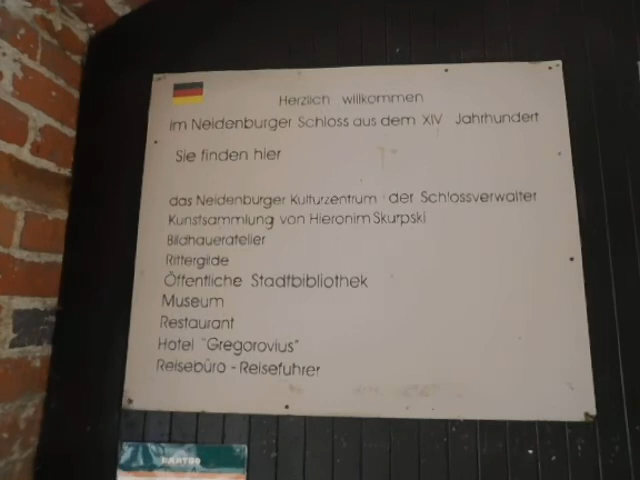 Herzlich willkommen
im Neidenburger Schloss aus dem XIV Jahrhundert
Sie finden hier
das Neidenburger Kulturzentrum der Schlossverwalter
Kunstsammlung von Hieronim Skurpski
Bildhaueratelier
Rittergilde
Öffentliche Stadtbibliothek
Museum
Restaurant
Hotel "Gregorovius"
Reisebüro - Reiseführer